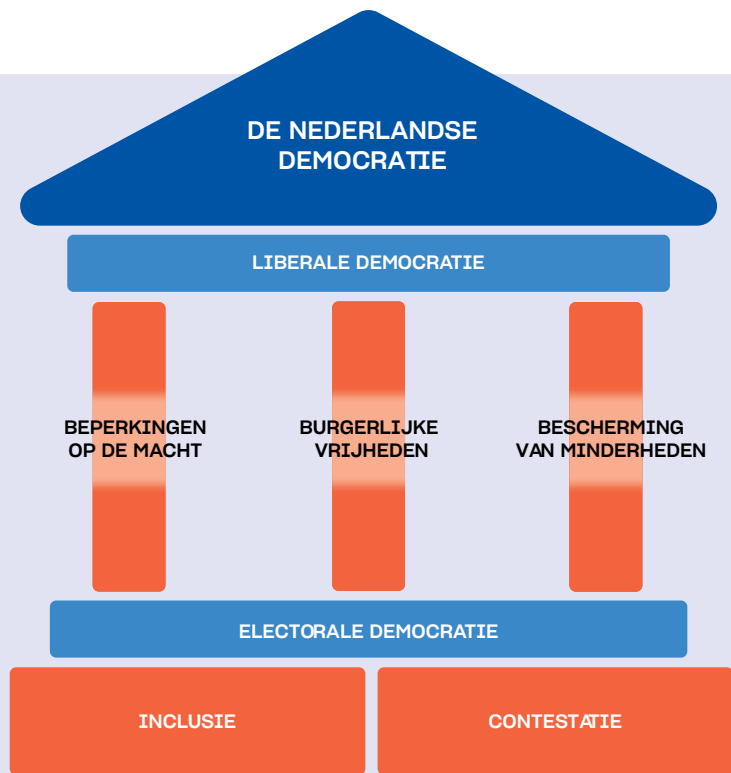 DE NEDERLANDSE
DEMOCRATIE
LIBERALE DEMOCRATIE
BEPERKINGEN
OP DE MACHT
BURGERLIJKE
VRIJHEDEN
BESCHERMING
VAN MINDERHEDEN
ELECTORALE DEMOCRATIE
INCLUSIE
CONTESTATIE